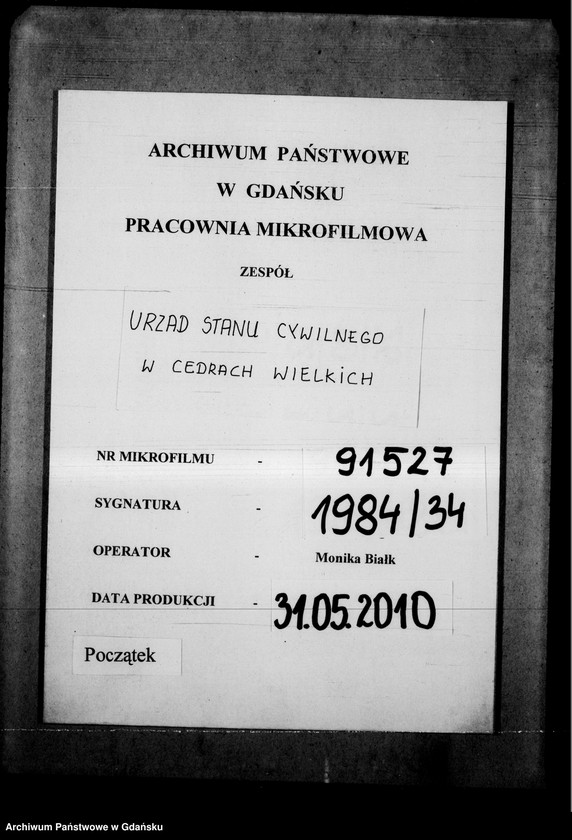 ARCHIWUM PAŃSTWOWE
W GDAŃSKU
PRACOWNIA MIKROFILMOWA
ZESPÓŁ
URZĄD STANU CYWILNEGO
W CEDRACH WIELKICH
NR MIKROFILMU - 91527
SYGNATURA - 1984/34
OPERATOR - Monika Białk
DATA PRODUKCJI - 31.05.2010
Początek
Archiwum Państwowe w Gdańsku